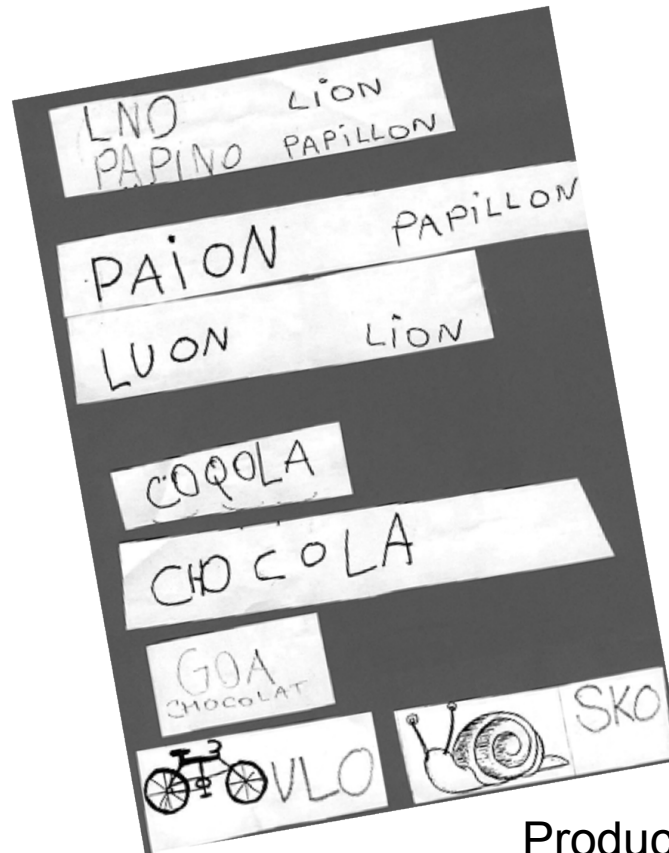 LNO LiON
PAPINO PAPiLLON
PAiON PAPiLLON
LUON LiON
COQOLA
CHOCOLA
GOA
CHOCOLAT
VLO SKO
Produc